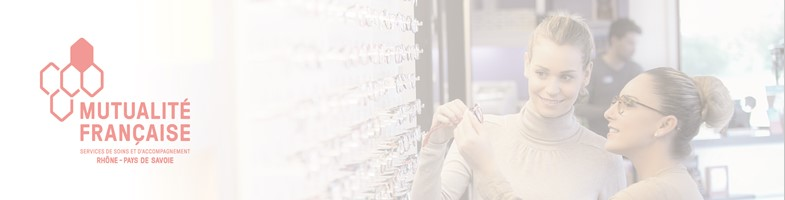 MUTUALITÉ
FRANÇAISE
SERVICES DE SOINS ET D'ACCOMPAGNEMENT
RHÔNE - PAYS DE SAVOIE